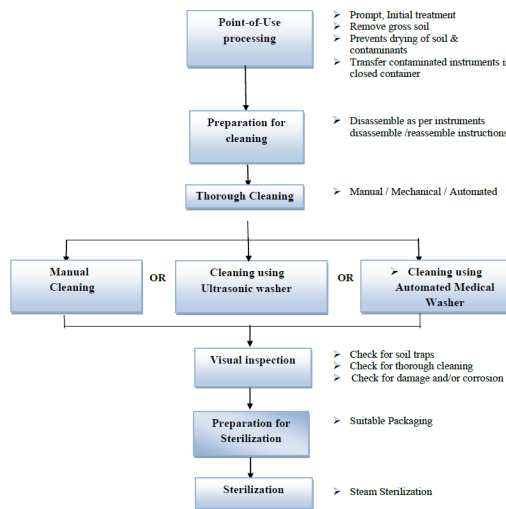 Point-of-Use
processing
➢ Prompt, Initial treatment
➢ Remove gross soil
➢ Prevents drying of soil &
contaminants
➢ Transfer contaminated instruments i
closed container
Preparation for
cleaning
➢ Disassemble as per instruments
disassemble /reassemble instructions
Thorough Cleaning
➢ Manual / Mechanical / Automated
Manual
Cleaning
OR
Cleaning using
Ultrasonic washer
OR
➢ Cleaning using
Automated Medical
Washer
Visual inspection
➢ Check for soil traps
➢ Check for thorough cleaning
➢ Check for damage and/or corrosion
Preparation for
Sterilization
➢ Suitable Packaging
Sterilization
➢ Steam Sterilization